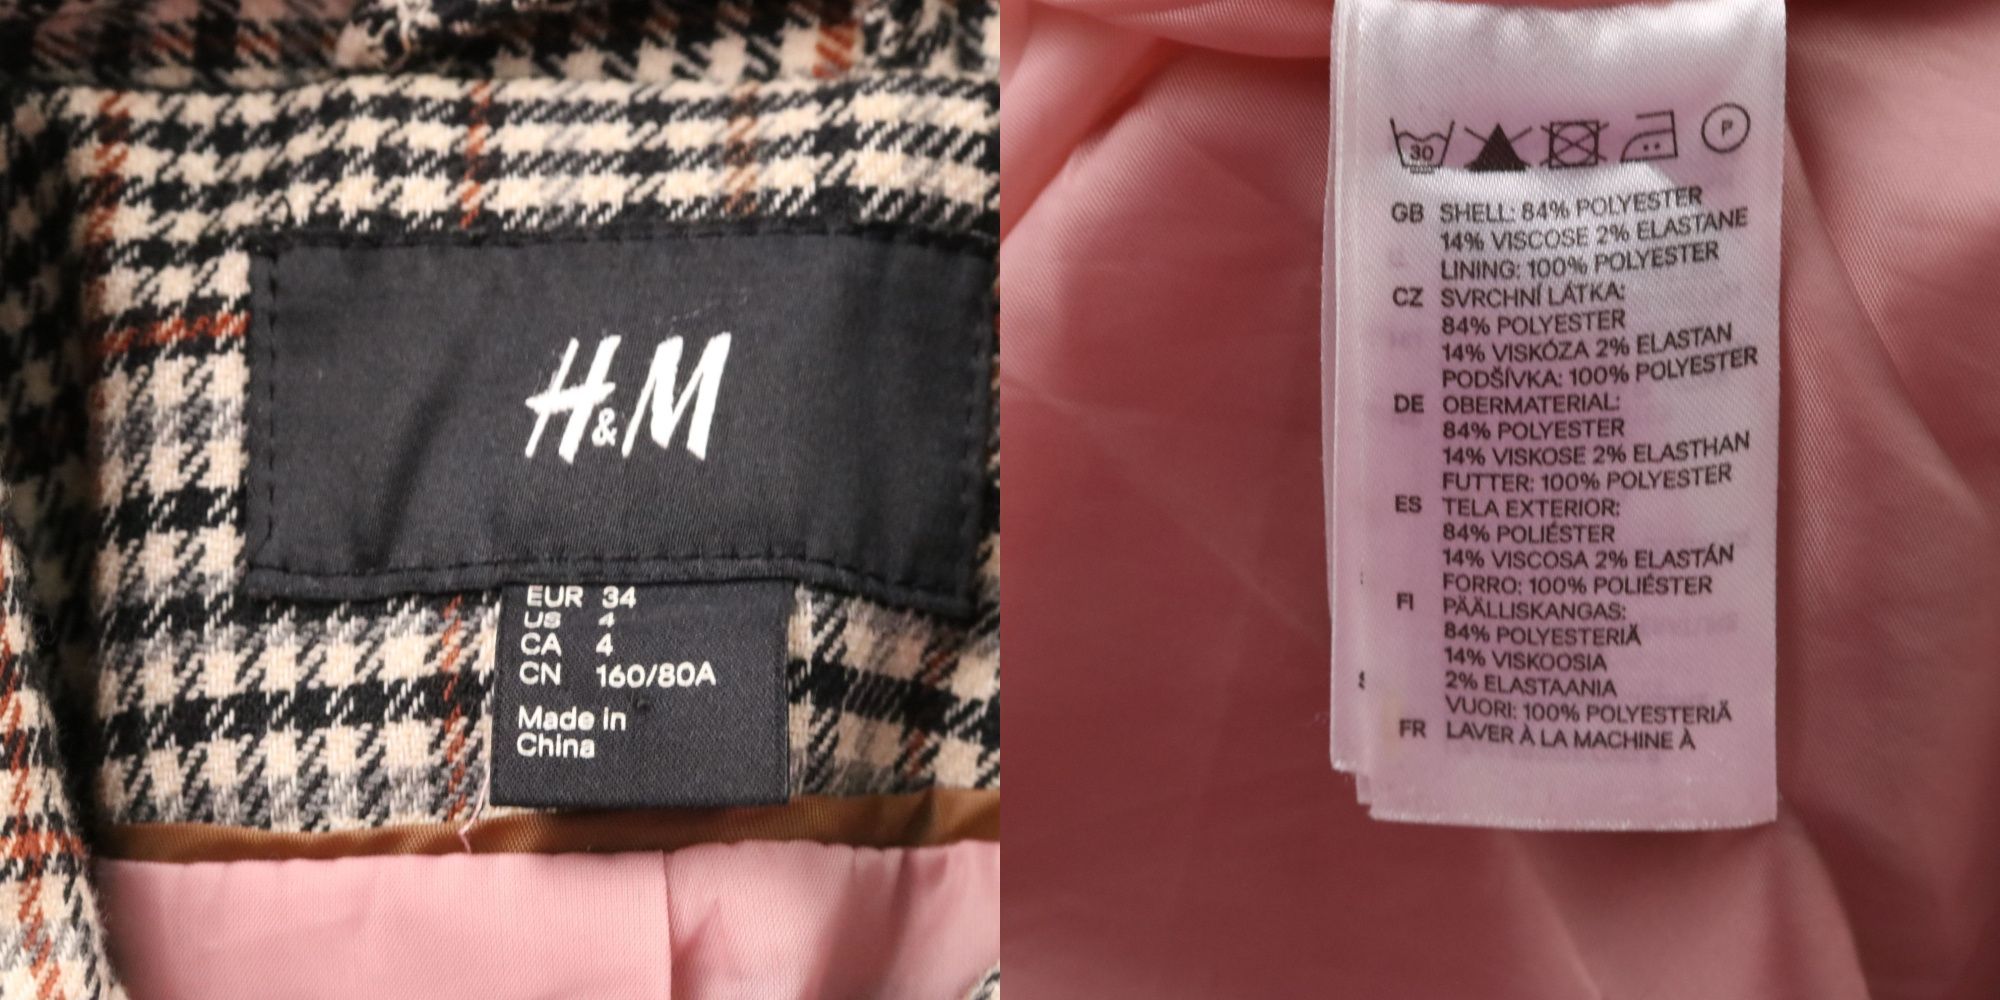 H&M
EUR 34
US 4
CA 4
CN 160/80A
Made in
China
30
P
GB SHELL: 84% POLYESTER
14% VISCOSE 2% ELASTANE
LINING: 100% POLYESTER
CZ SVRCHNÍ LÁTKA:
84% POLYESTER
14% VISKÓZA 2% ELASTAN
PODŠÍVKA: 100% POLYESTER
DE OBERMATERIAL:
84% POLYESTER
14% VISKOSE 2% ELASTHAN
FUTTER: 100% POLYESTER
ES TELA EXTERIOR:
84% POLIÉSTER
14% VISCOSA 2% ELASTÁN
FORRO: 100% POLIÉSTER
FI PÄÄLLISKANGAS:
84% POLYESTERIÄ
14% VISKOOSIA
2% ELASTAANIA
VUORI: 100% POLYESTERIÄ
FR LAVER À LA MACHINE À